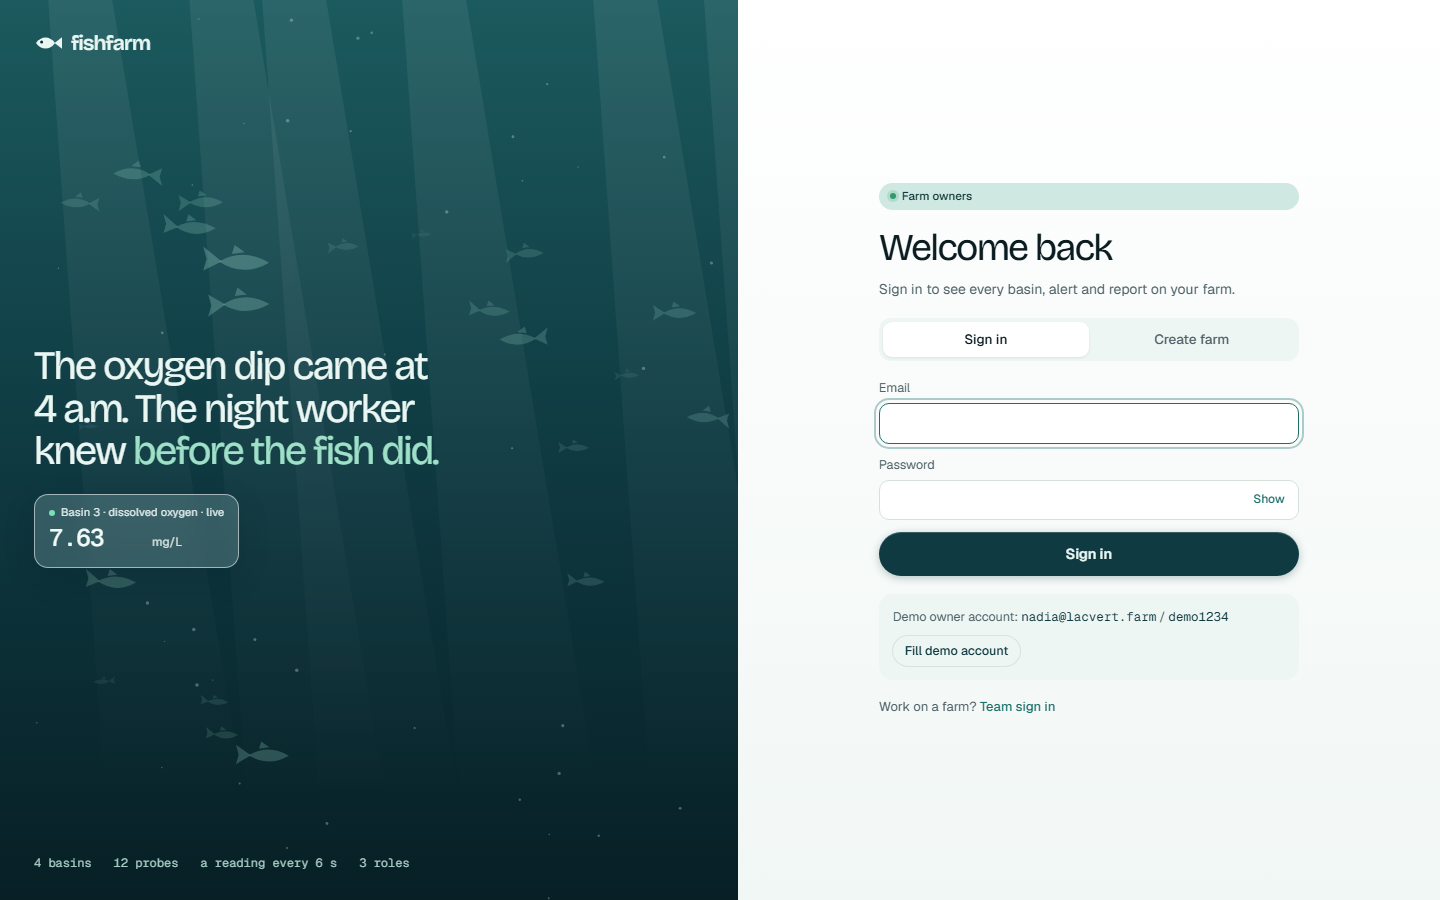 fishfarm
The oxygen dip came at
4 a.m. The night worker
knew before the fish did.
Basin 3 · dissolved oxygen · live
7.63 mg/L
4 basins 12 probes a reading every 6 s 3 roles
Farm owners
Welcome back
Sign in to see every basin, alert and report on your farm.
Sign in Create farm
Email
Password
Show
Sign in
Demo owner account: nadia@lacvert.farm / demo1234
Fill demo account
Work on a farm? Team sign in